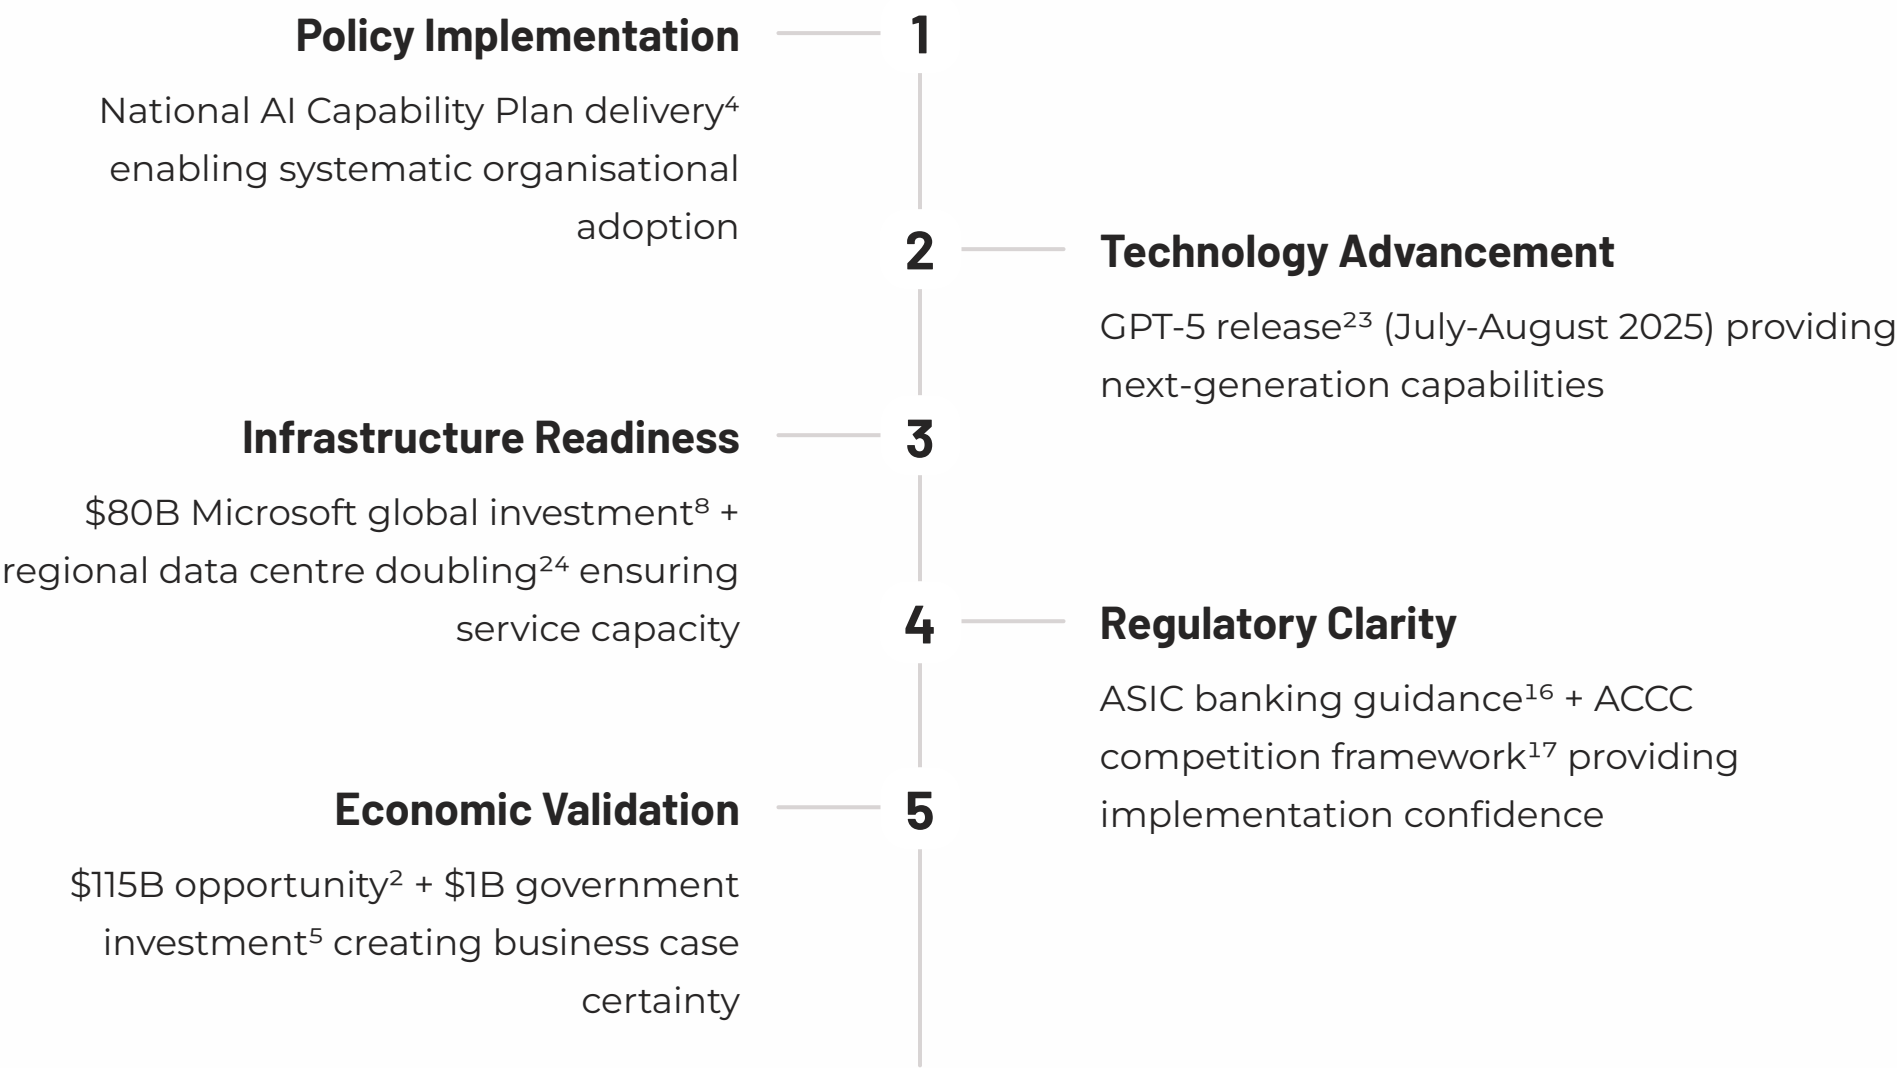 Policy Implementation
1
National AI Capability Plan delivery⁴
enabling systematic organisational
adoption
2
Technology Advancement
GPT-5 release²³ (July-August 2025) providing
next-generation capabilities
Infrastructure Readiness
3
$80B Microsoft global investment⁸ +
regional data centre doubling²⁴ ensuring
service capacity
4
Regulatory Clarity
ASIC banking guidance¹⁶ + ACCC
competition framework¹⁷ providing
implementation confidence
Economic Validation
5
$115B opportunity² + $1B government
investment⁵ creating business case
certainty